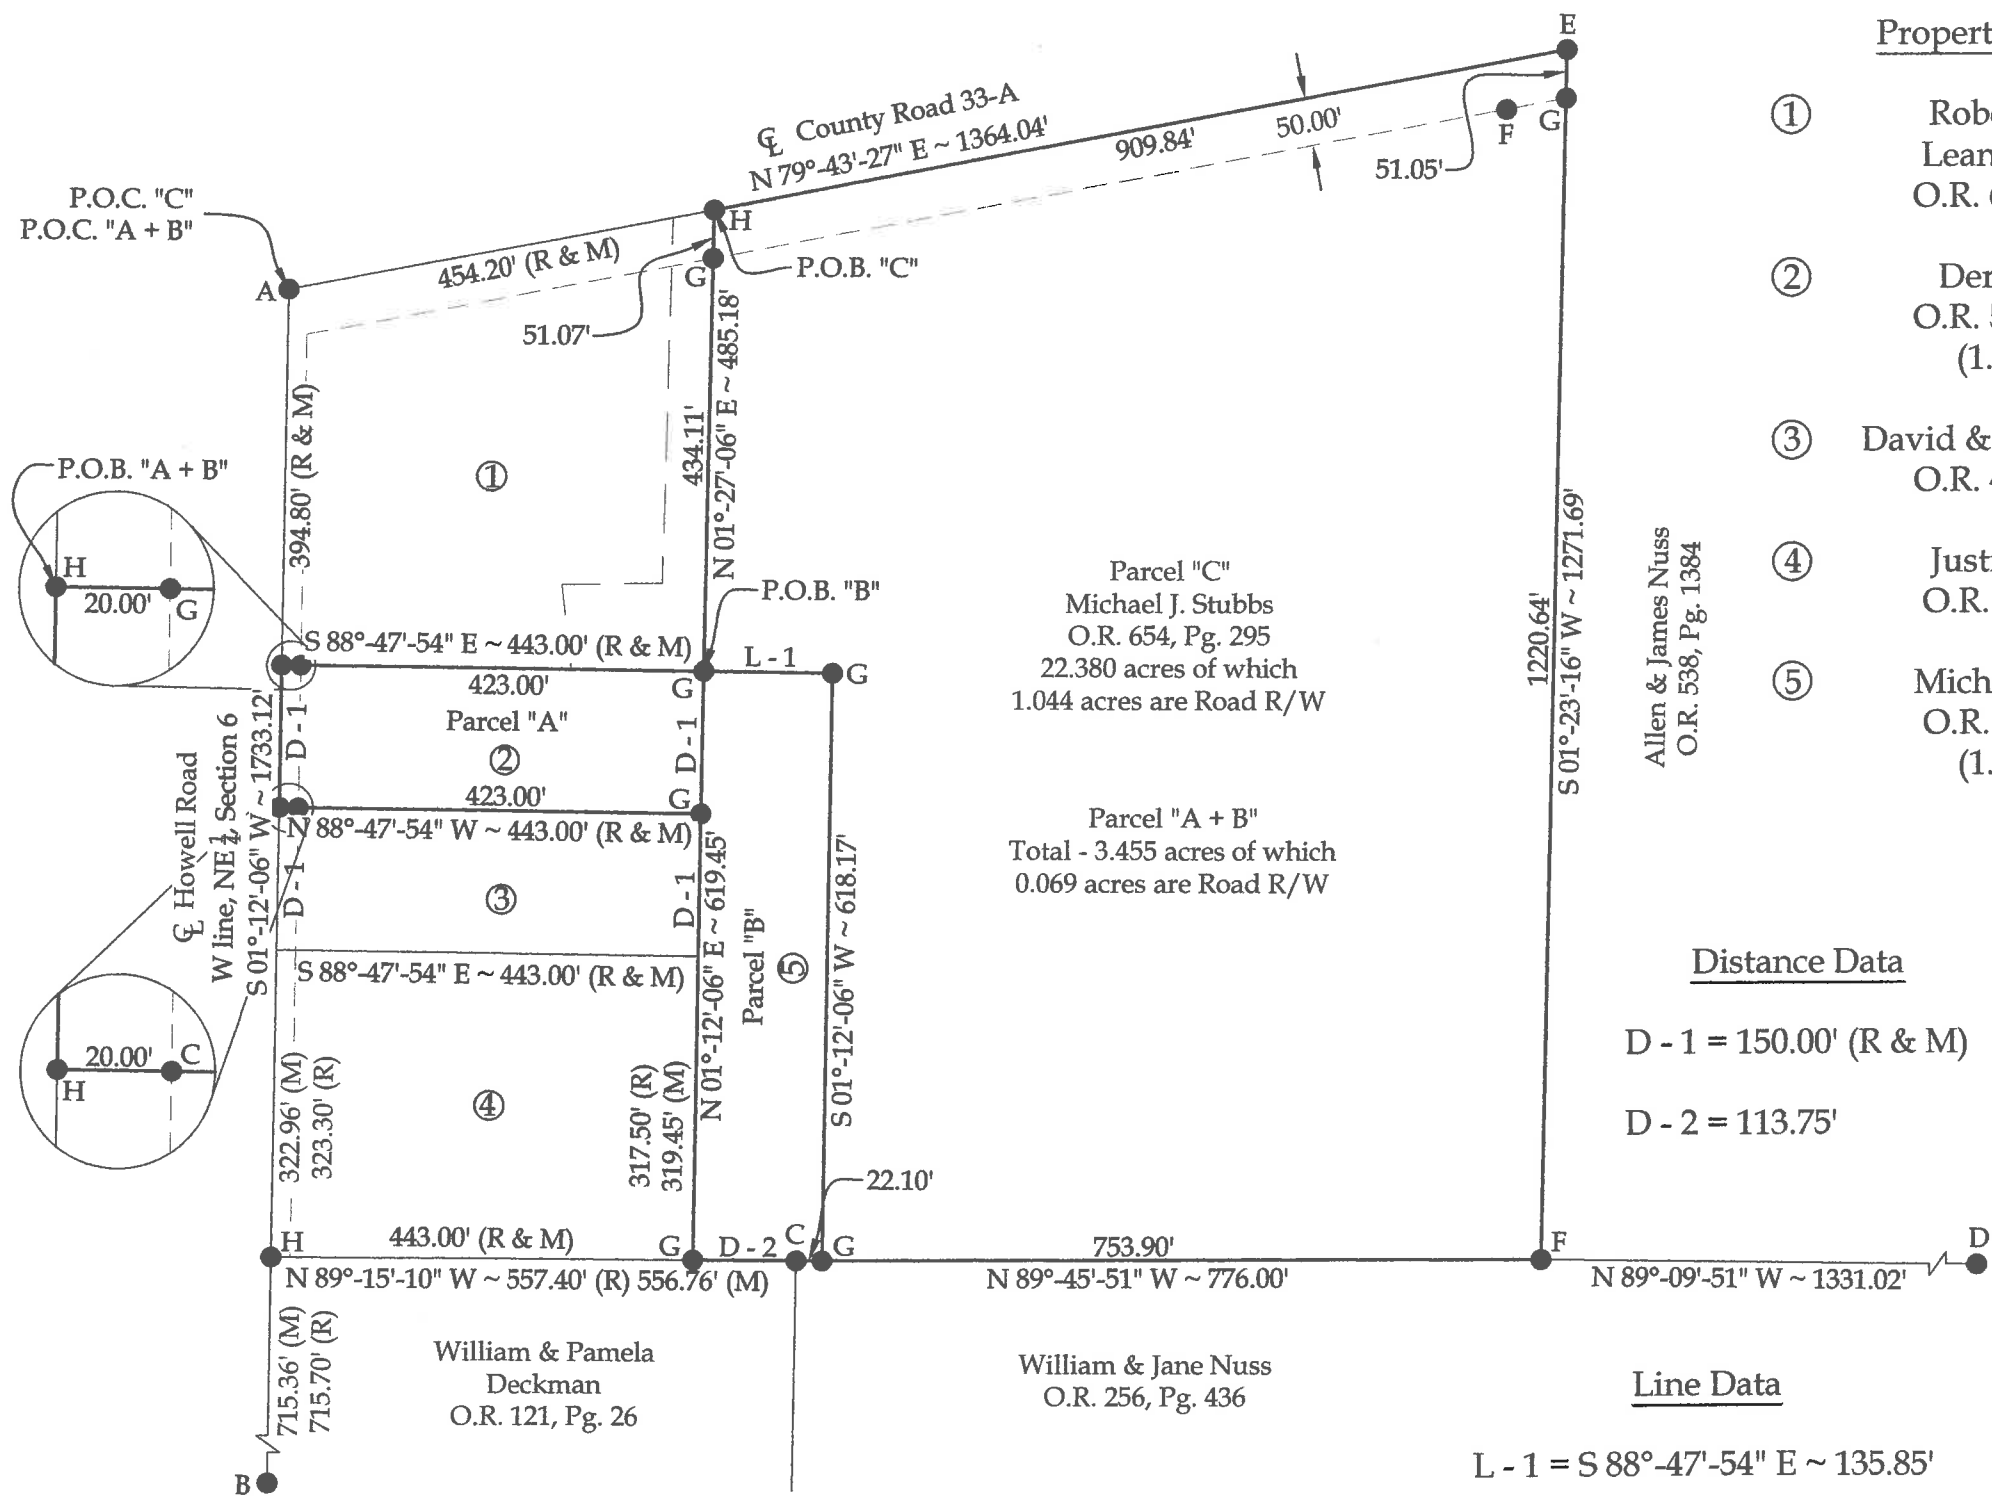 E
Propert
℄ County Road 33-A
N 79°-43'-27" E ~ 1364.04'
909.84'
50.00'
51.05'
F
G
①
Rob
Lean
O.R.
P.O.C. "C"
P.O.C. "A + B"
A
454.20' (R & M)
H
G
P.O.B. "C"
51.07'
②
Der
O.R.
(1.
394.80' (R & M)
N 01°-27'-06" E ~ 485.18'
434.11'
①
③
David &
O.R.
P.O.B. "A + B"
H
20.00'
G
④
Just
O.R.
P.O.B. "B"
S 88°-47'-54" E ~ 443.00' (R & M)
L - 1
G
G
423.00'
Parcel "A"
②
D - 1
D - 1
423.00'
G
N 88°-47'-54" W ~ 443.00' (R & M)
Parcel "C"
Michael J. Stubbs
O.R. 654, Pg. 295
22.380 acres of which
1.044 acres are Road R/W
1220.64'
S 01°-23'-16" W ~ 1271.69'
Allen & James Nuss
O.R. 538, Pg. 1384
⑤
Mich
O.R.
(1.
℄ Howell Road
W line, NE 1/4, Section 6
S 01°-12'-06" W ~ 1733.12'
Parcel "A + B"
Total - 3.455 acres of which
0.069 acres are Road R/W
D - 1
③
D - 1
N 01°-12'-06" E ~ 619.45'
Parcel "B"
⑤
S 01°-12'-06" W ~ 618.17'
S 88°-47'-54" E ~ 443.00' (R & M)
20.00'
C
H
Distance Data
D - 1 = 150.00' (R & M)
D - 2 = 113.75'
322.96' (M)
323.30' (R)
④
317.50' (R)
319.45' (M)
22.10'
H
443.00' (R & M)
G
D - 2
C
G
753.90'
F
D
N 89°-15'-10" W ~ 557.40' (R) 556.76' (M)
N 89°-45'-51" W ~ 776.00'
N 89°-09'-51" W ~ 1331.02'
715.36' (M)
715.70' (R)
William & Pamela
Deckman
O.R. 121, Pg. 26
William & Jane Nuss
O.R. 256, Pg. 436
Line Data
L - 1 = S 88°-47'-54" E ~ 135.85'
B